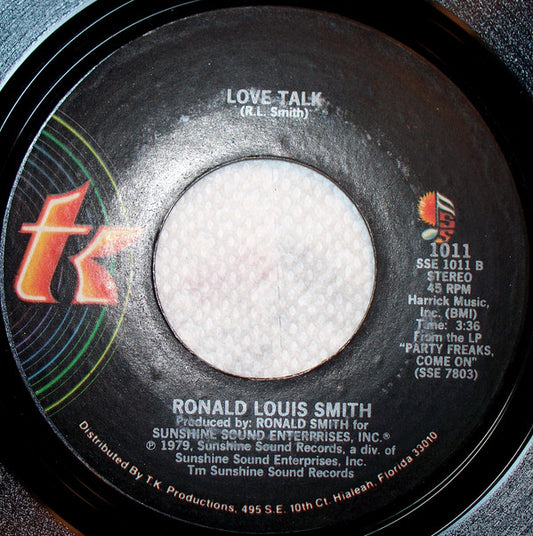 LOVE TALK
(R.L. Smith)
tk
SSE
1011
SSE 1011 B
STEREO
45 RPM
Harrick Music,
Inc. (BMI)
Time: 3:36
From the LP
"PARTY FREAKS,
COME ON"
(SSE 7803)
RONALD LOUIS SMITH
Produced by: RONALD SMITH for
SUNSHINE SOUND ENTERRRISES, INC.®
℗ 1979, Sunshine Sound Records, a div. of
Sunshine Sound Enterprises, Inc.
Tm Sunshine Sound Records
Distributed By T.K. Productions, 495 S.E. 10th Ct. Hialean, Florida 33010